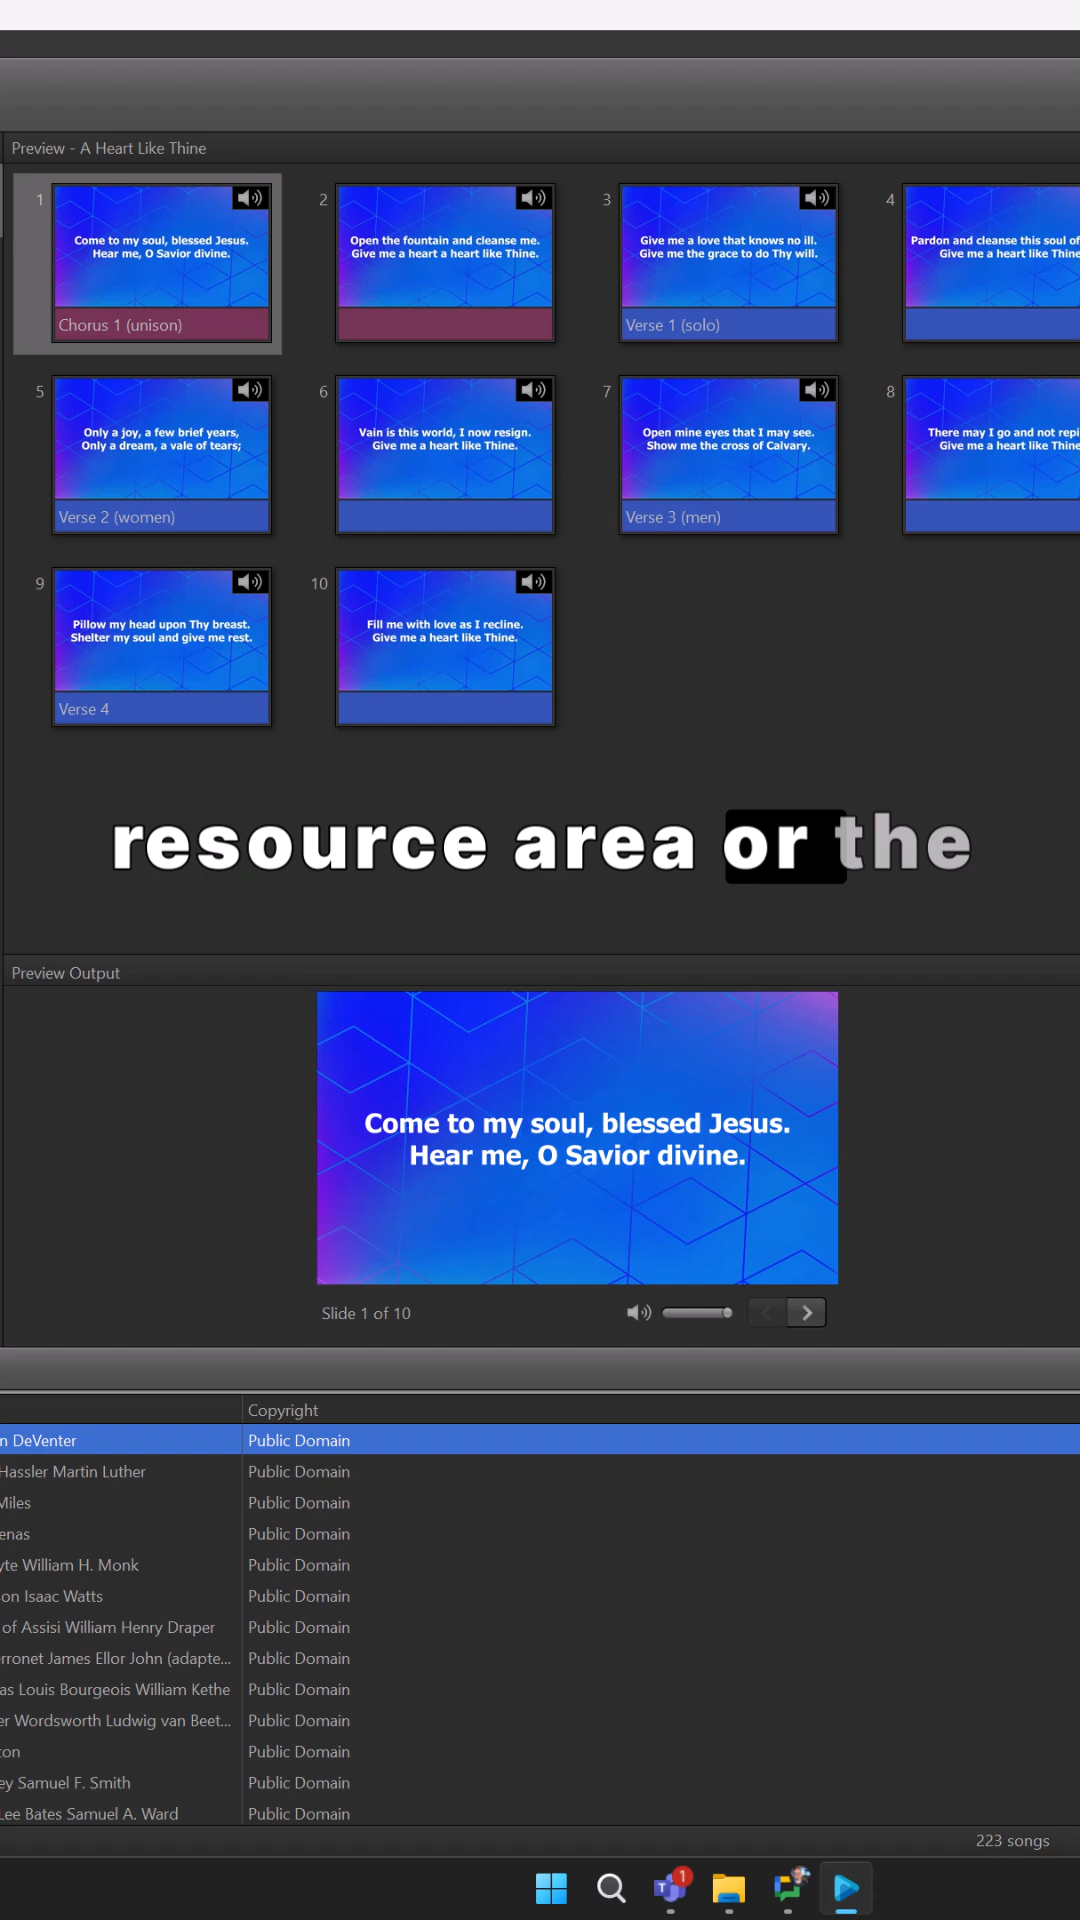 Preview - A Heart Like Thine
1
Come to my soul, blessed Jesus.
Hear me, O Savior divine.
Chorus 1 (unison)
2
Open the fountain and cleanse me.
Give me a heart a heart like Thine.
3
Give me a love that knows no ill.
Give me the grace to do Thy will.
Verse 1 (solo)
4
Pardon and cleanse this soul of
Give me a heart like Thine
5
Only a joy, a few brief years,
Only a dream, a vale of tears;
Verse 2 (women)
6
Vain is this world, I now resign.
Give me a heart like Thine.
7
Open mine eyes that I may see.
Show me the cross of Calvary.
Verse 3 (men)
8
There may I go and not repi
Give me a heart like Thine
9
Pillow my head upon Thy breast.
Shelter my soul and give me rest.
Verse 4
10
Fill me with love as I recline.
Give me a heart like Thine.
resource area or the
Preview Output
Come to my soul, blessed Jesus.
Hear me, O Savior divine.
Slide 1 of 10
Copyright
n DeVenter Public Domain
Hassler Martin Luther Public Domain
Miles Public Domain
enas Public Domain
yte William H. Monk Public Domain
on Isaac Watts Public Domain
of Assisi William Henry Draper Public Domain
rronet James Ellor John (adapte... Public Domain
as Louis Bourgeois William Kethe Public Domain
er Wordsworth Ludwig van Beet... Public Domain
ton Public Domain
ey Samuel F. Smith Public Domain
Lee Bates Samuel A. Ward Public Domain
223 songs
T 1